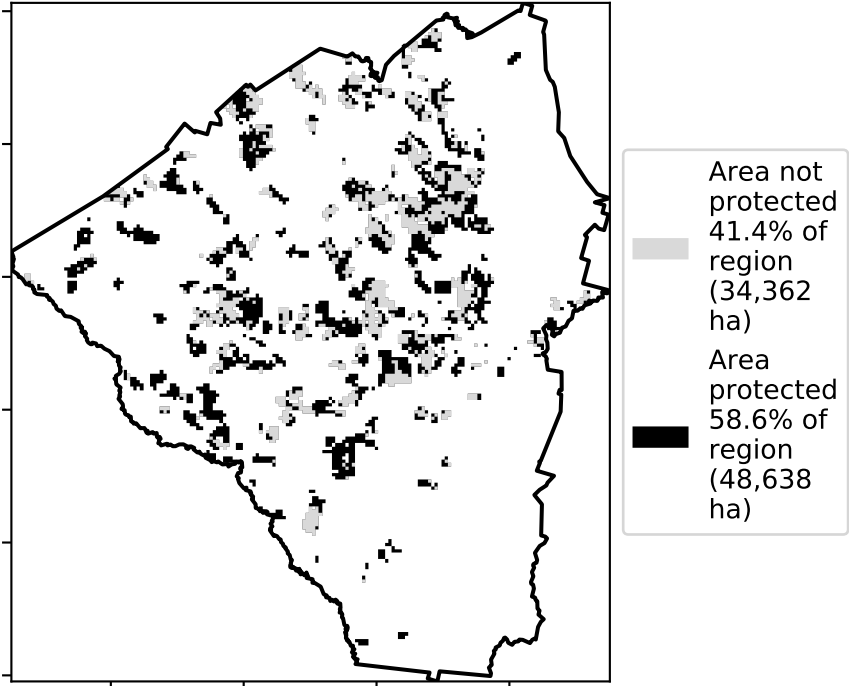 Area not
protected
41.4% of
region
(34,362
ha)
Area
protected
58.6% of
region
(48,638
ha)